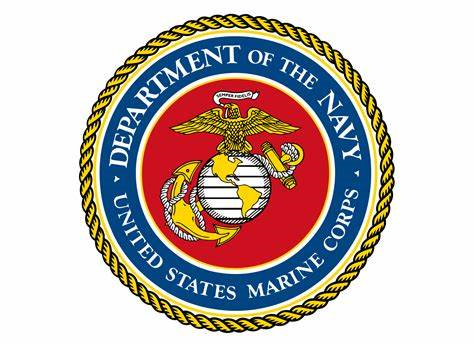 DEPARTMENT OF THE NAVY
SEMPER FIDELIS
UNITED STATES MARINE CORPS